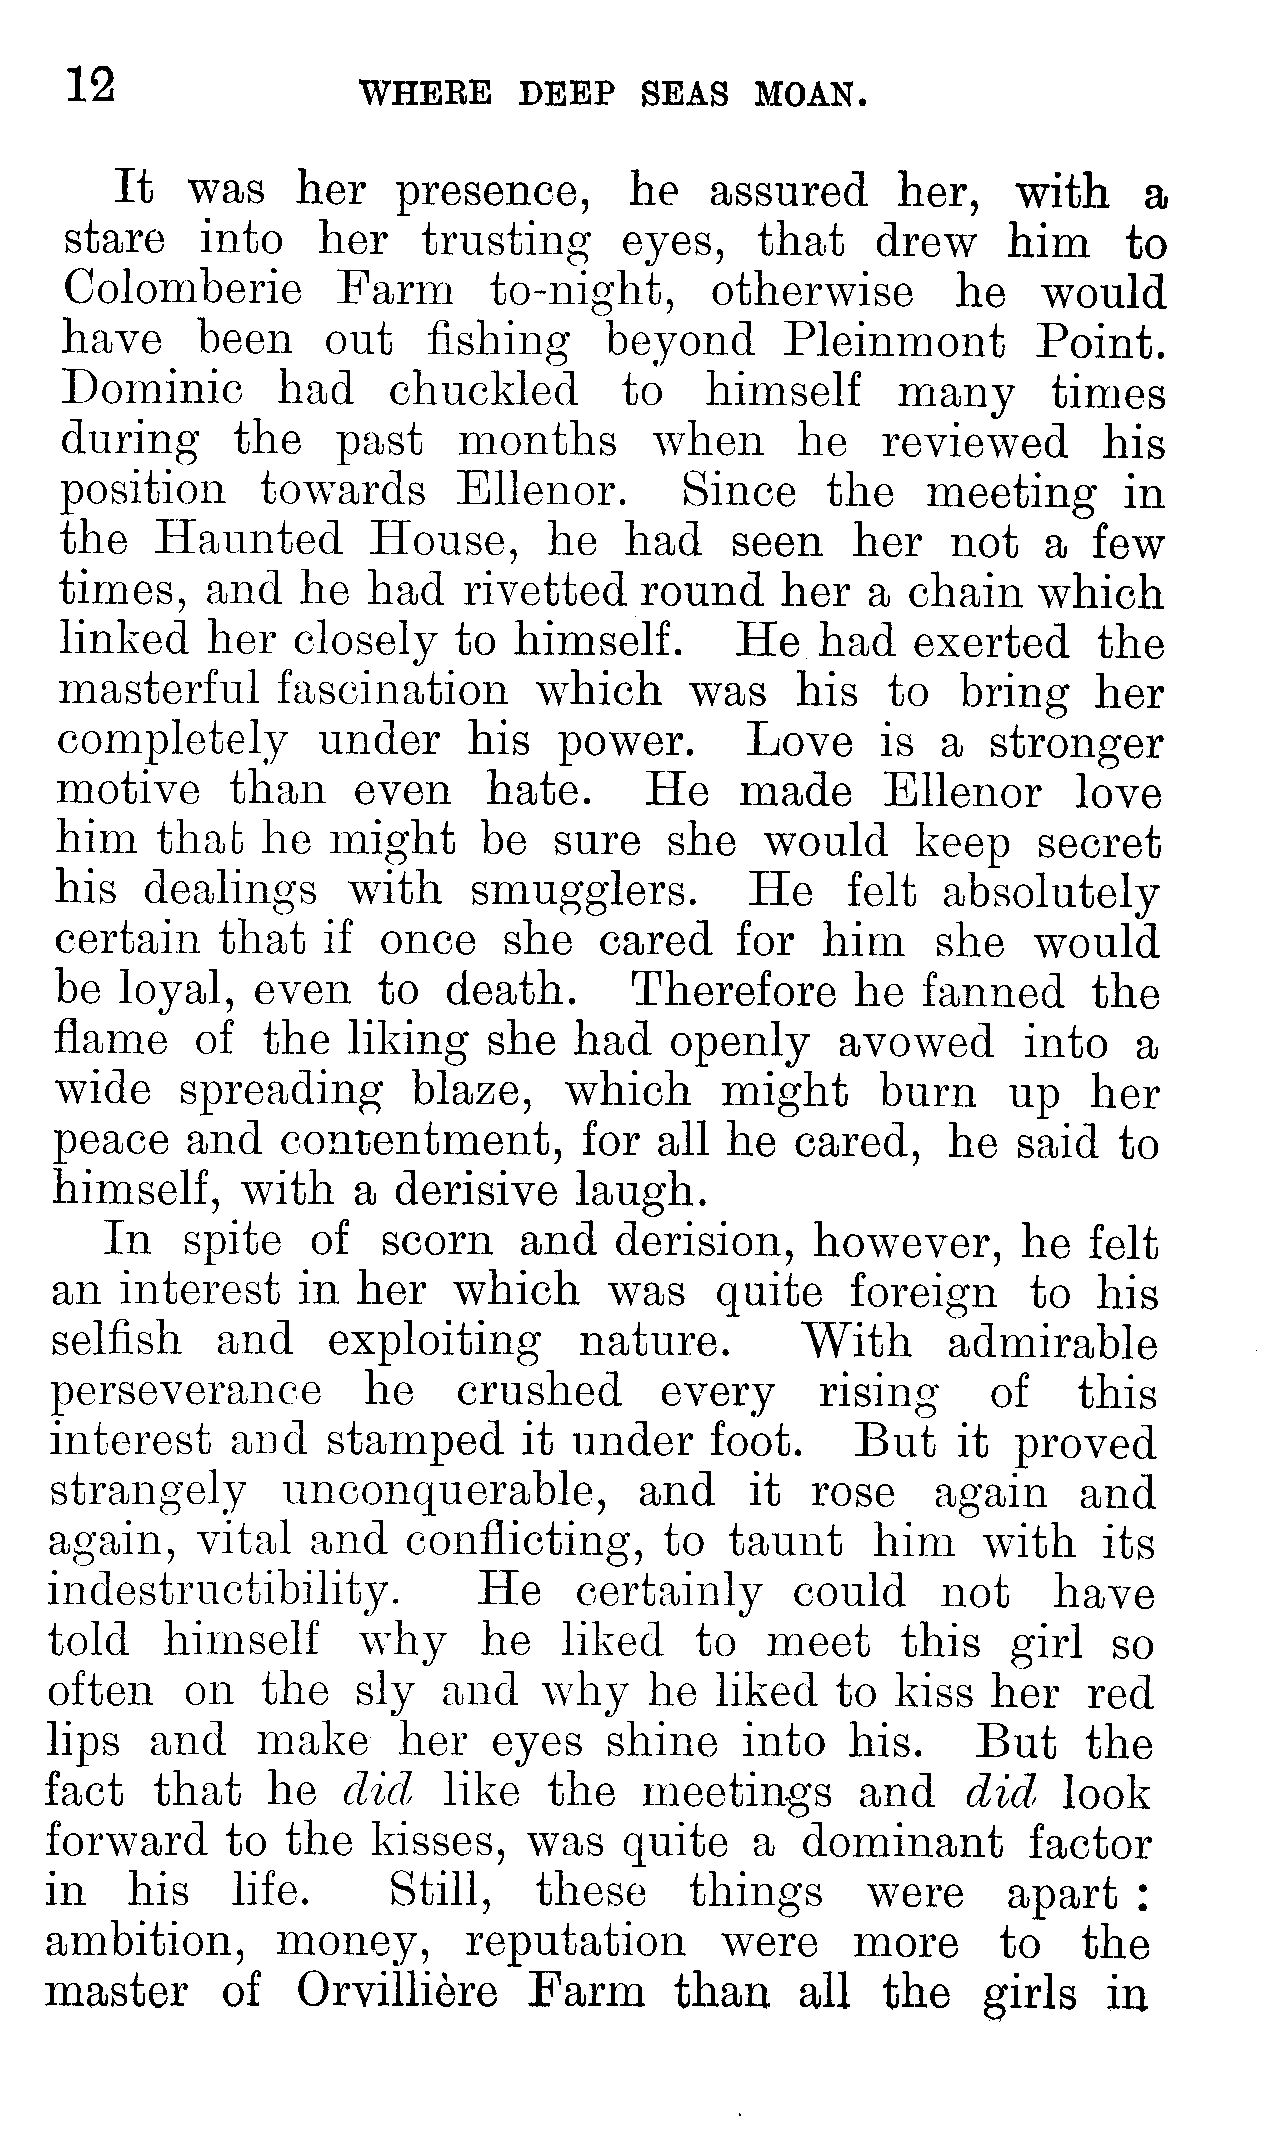 12
WHERE DEEP SEAS MOAN.
It was her presence, he assured her, with a
stare into her trusting eyes, that drew him to
Colomberie Farm to-night, otherwise he would
have been out fishing beyond Pleinmont Point.
Dominic had chuckled to himself many times
during the past months when he reviewed his
position towards Ellenor. Since the meeting in
the Haunted House, he had seen her not a few
times, and he had rivetted round her a chain which
linked her closely to himself. He had exerted the
masterful fascination which was his to bring her
completely under his power. Love is a stronger
motive than even hate. He made Ellenor love
him that he might be sure she would keep secret
his dealings with smugglers. He felt absolutely
certain that if once she cared for him she would
be loyal, even to death. Therefore he fanned the
flame of the liking she had openly avowed into a
wide spreading blaze, which might burn up her
peace and contentment, for all he cared, he said to
himself, with a derisive laugh.
In spite of scorn and derision, however, he felt
an interest in her which was quite foreign to his
selfish and exploiting nature. With admirable
perseverance he crushed every rising of this
interest and stamped it under foot. But it proved
strangely unconquerable, and it rose again and
again, vital and conflicting, to taunt him with its
indestructibility. He certainly could not have
told himself why he liked to meet this girl so
often on the sly and why he liked to kiss her red
lips and make her eyes shine into his. But the
fact that he did like the meetings and did look
forward to the kisses, was quite a dominant factor
in his life. Still, these things were apart :
ambition, money, reputation were more to the
master of Orvillière Farm than all the girls in